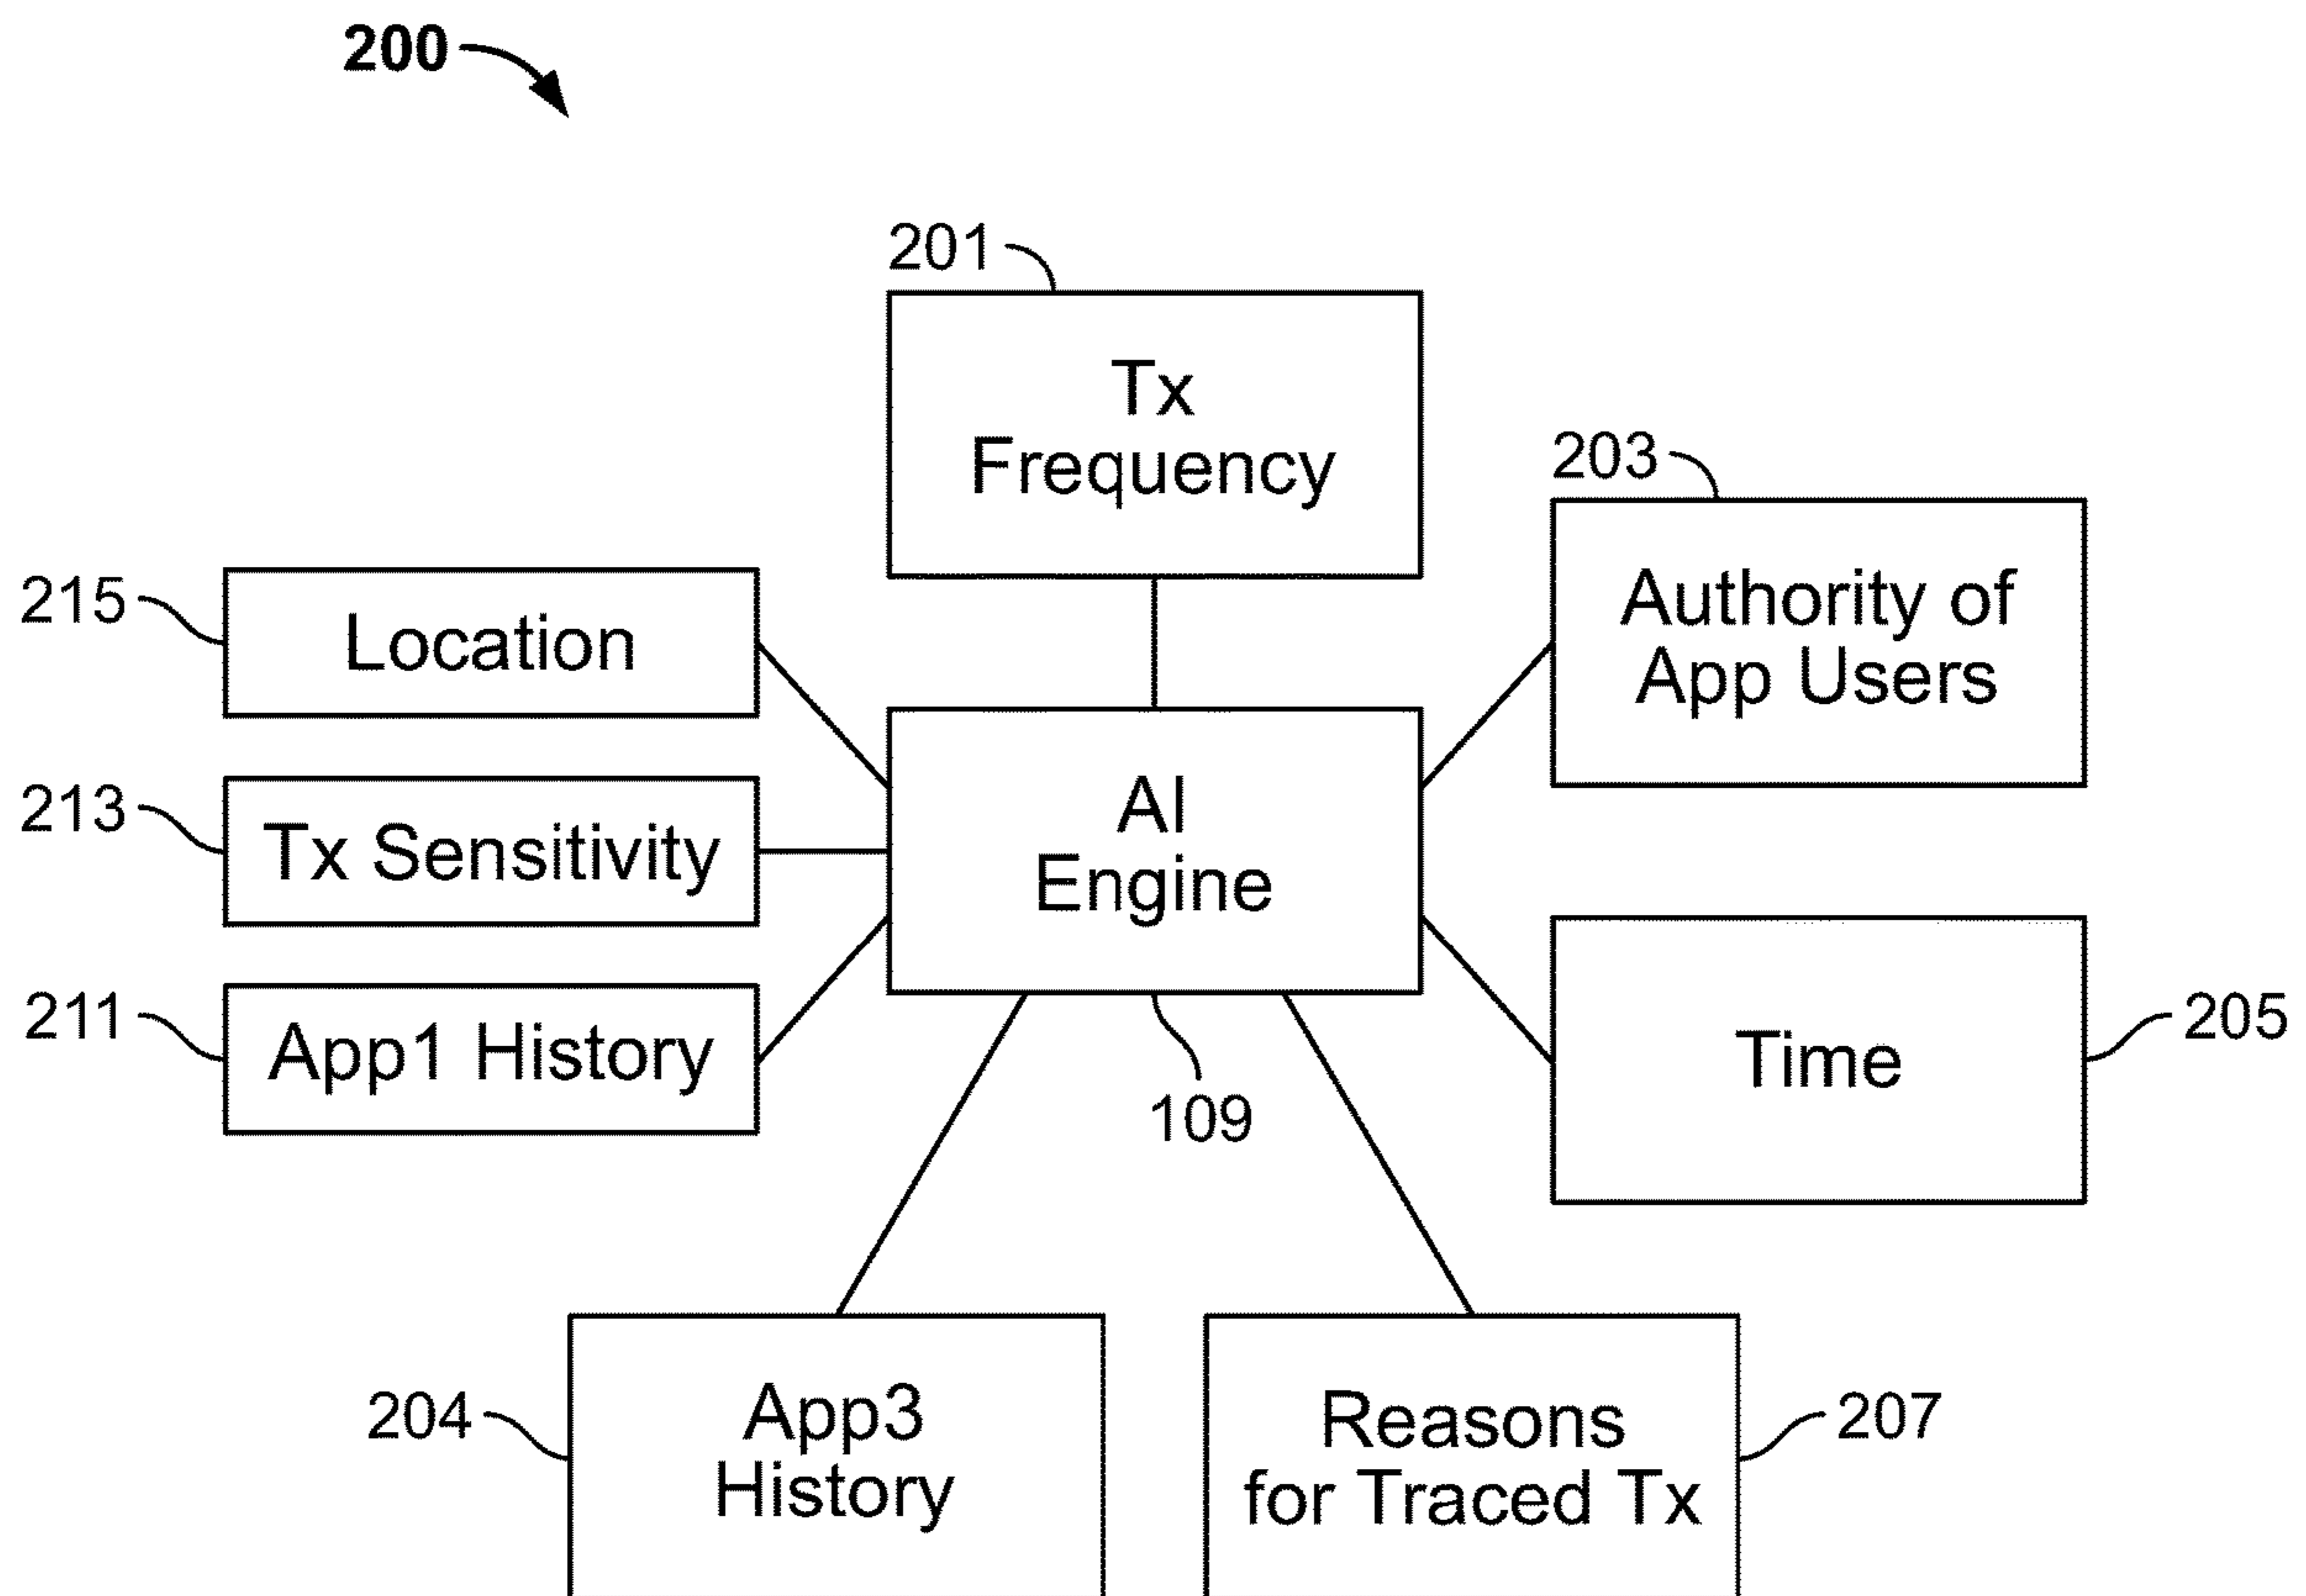 200
201
Tx
Frequency
203
Authority of
App Users
215
Location
213
Tx Sensitivity
AI
Engine
211
App1 History
109
Time
205
204
App3
History
Reasons
for Traced Tx
207